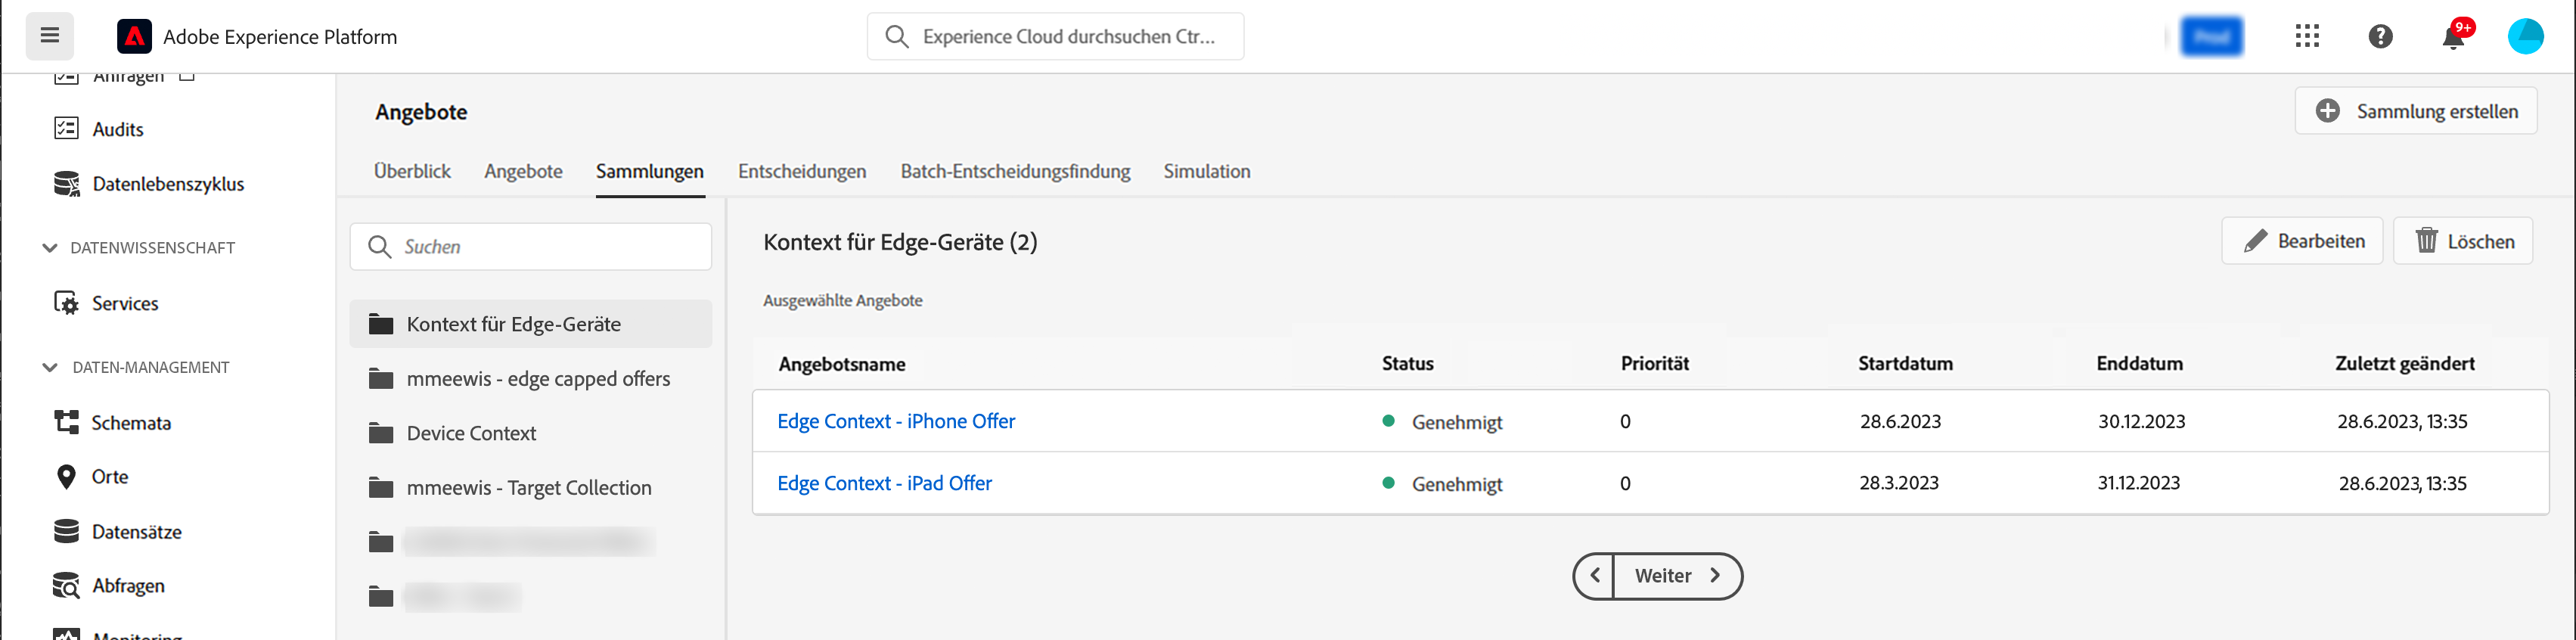 Adobe Experience Platform
Experience Cloud durchsuchen Ctr...
Prod
9+
Anfragen
Audits
Datenlebenszyklus
DATENWISSENSCHAFT
Services
DATEN-MANAGEMENT
Schemata
Orte
Datensätze
Abfragen
Monitoring
Angebote
Sammlung erstellen
Überblick Angebote Sammlungen Entscheidungen Batch-Entscheidungsfindung Simulation
Suchen
Kontext für Edge-Geräte
mmeewis - edge capped offers
Device Context
mmeewis - Target Collection
Kontext für Edge-Geräte (2)
Bearbeiten Löschen
Ausgewählte Angebote
Angebotsname Status Priorität Startdatum Enddatum Zuletzt geändert
Edge Context - iPhone Offer Genehmigt 0 28.6.2023 30.12.2023 28.6.2023, 13:35
Edge Context - iPad Offer Genehmigt 0 28.3.2023 31.12.2023 28.6.2023, 13:35
Weiter